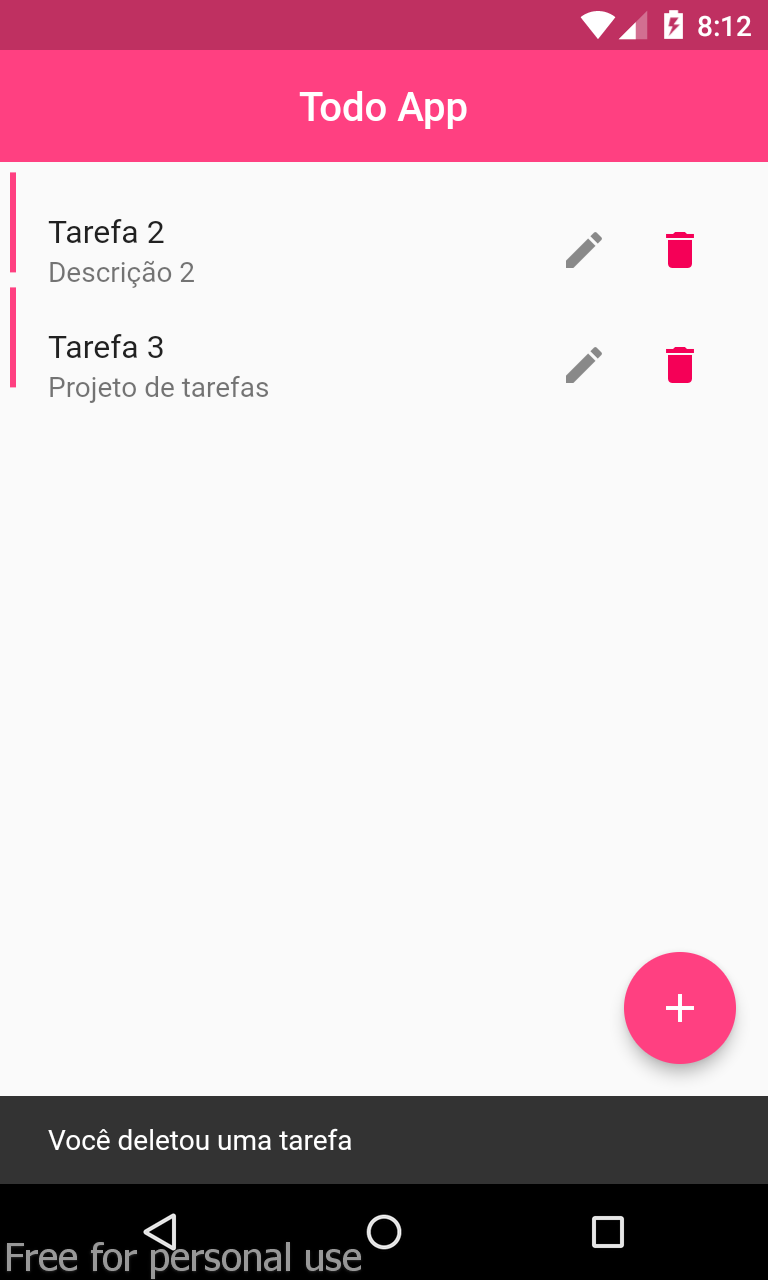 8:12
Todo App
Tarefa 2
Descrição 2
Tarefa 3
Projeto de tarefas
Você deletou uma tarefa
Free for personal use